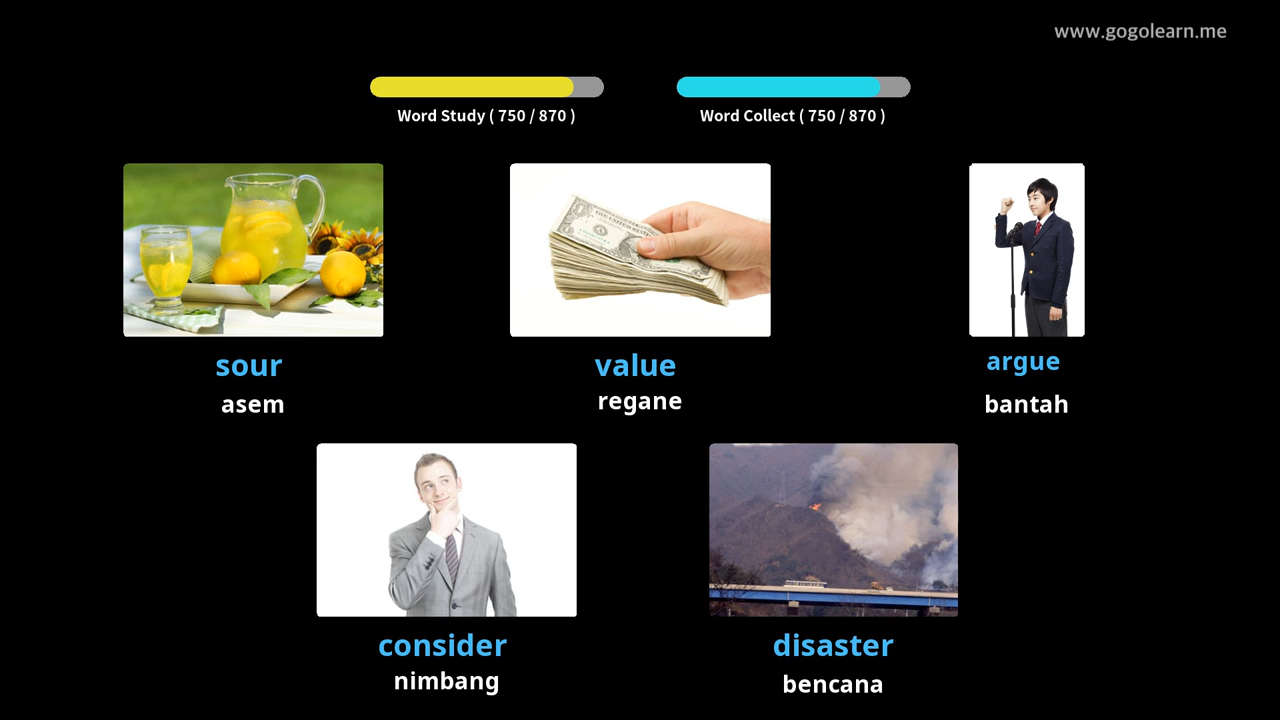 www.gogolearn.me
Word Study ( 750 / 870 )
Word Collect ( 750 / 870 )
sour
asem
value
regane
argue
bantah
consider
nimbang
disaster
bencana